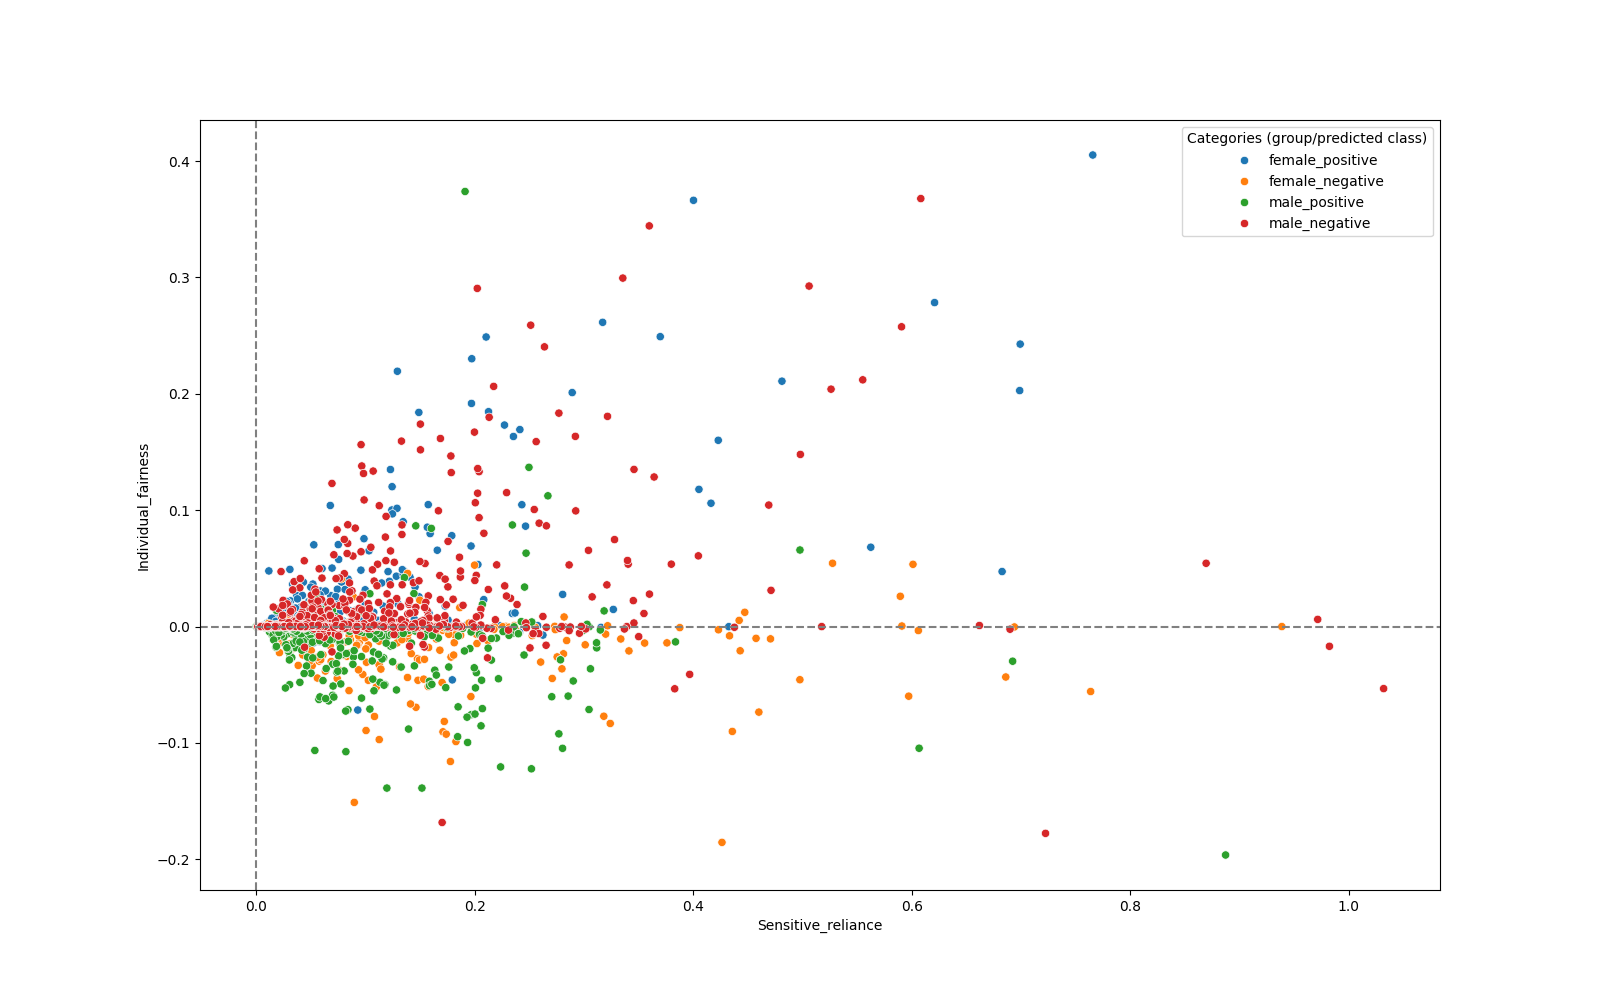 Categories (group/predicted class)
female_positive
female_negative
male_positive
male_negative
0.4
0.3
0.2
0.1
0.0
−0.1
−0.2
Individual_fairness
0.0 0.2 0.4 0.6 0.8 1.0
Sensitive_reliance